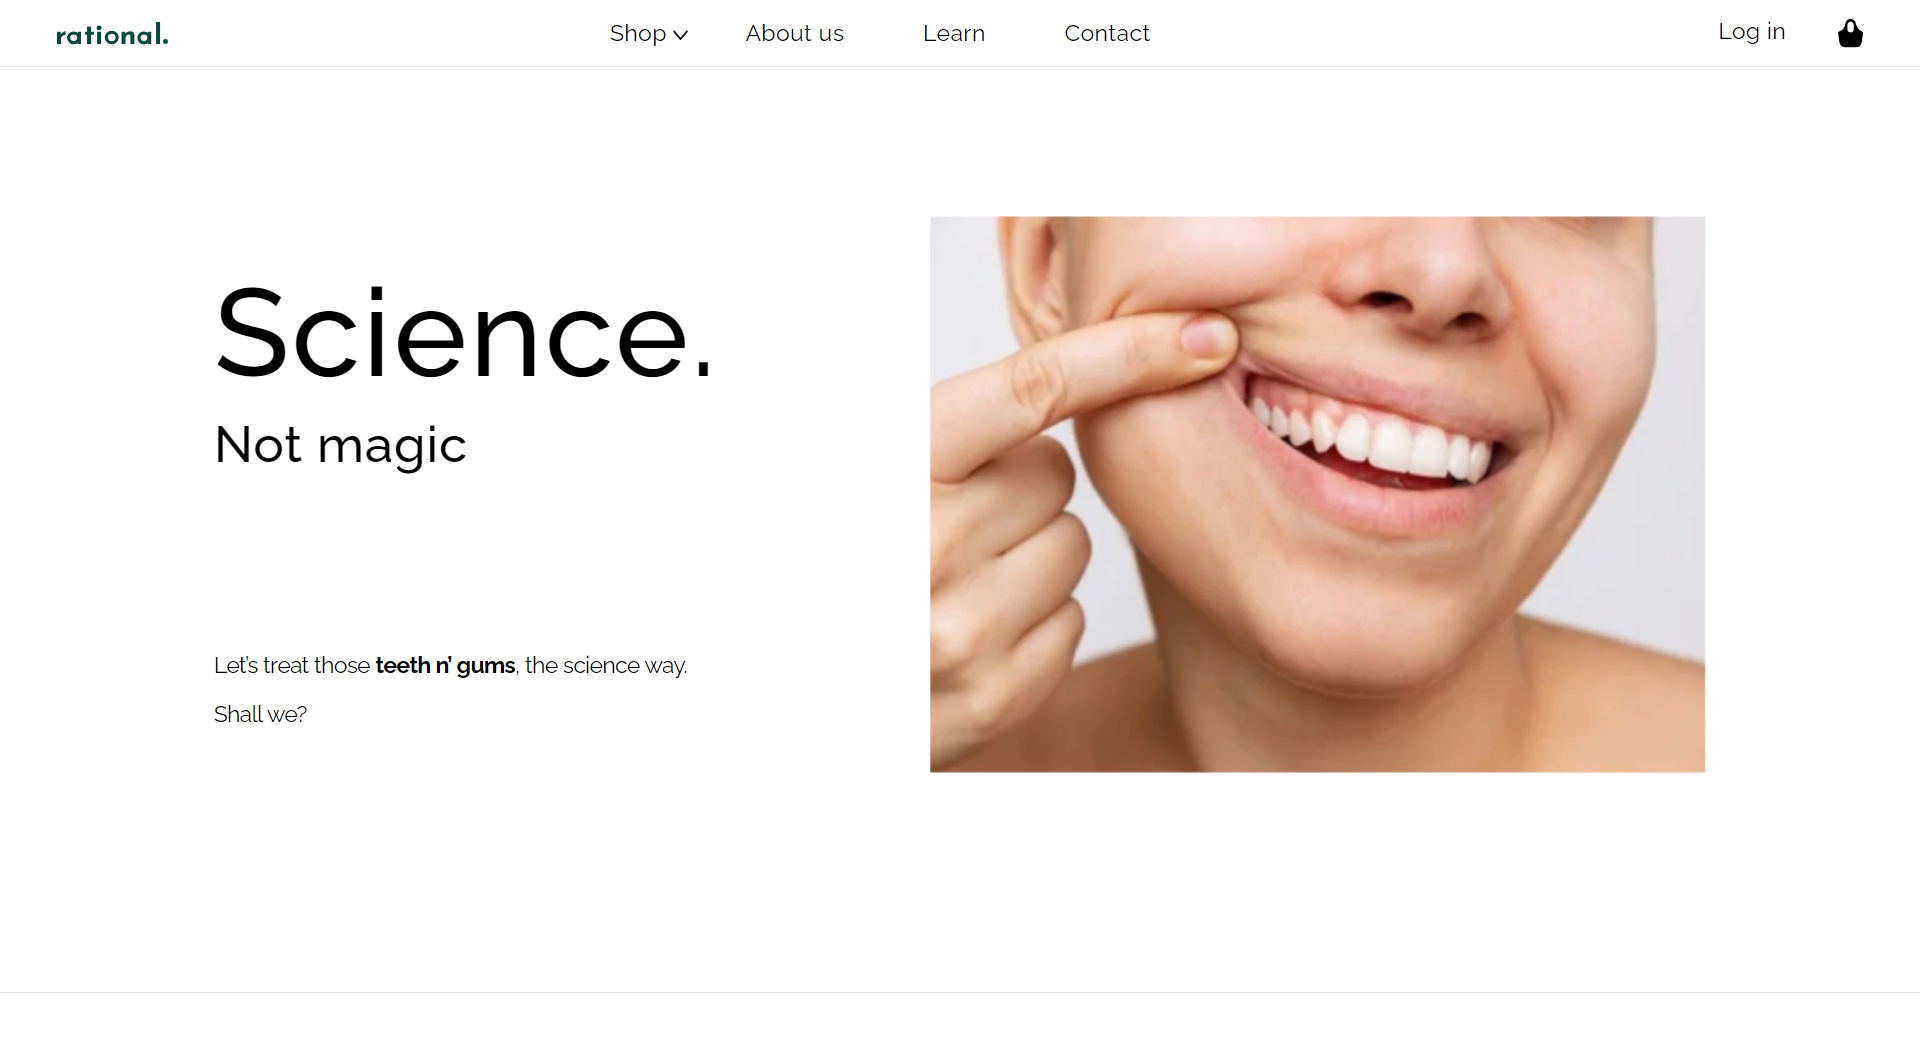 rational.
Shop
About us
Learn
Contact
Log in
Science.
Not magic
Let’s treat those teeth n’ gums, the science way.
Shall we?